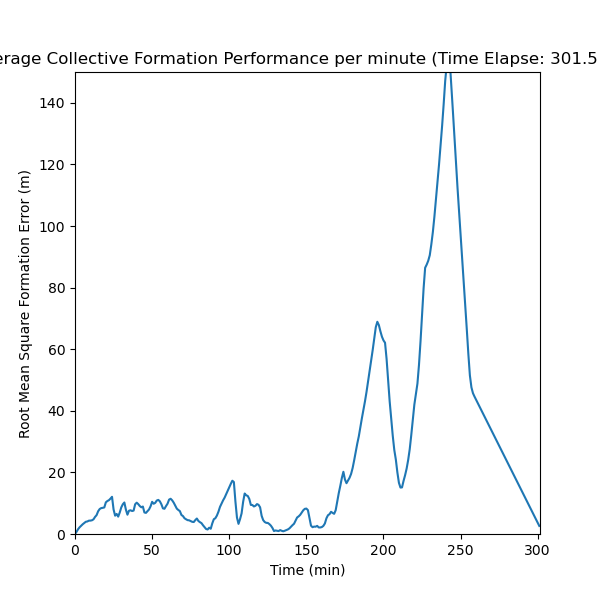 erage Collective Formation Performance per minute (Time Elapse: 301.5
Root Mean Square Formation Error (m)
140
120
100
80
60
40
20
0
0 50 100 150 200 250 300
Time (min)